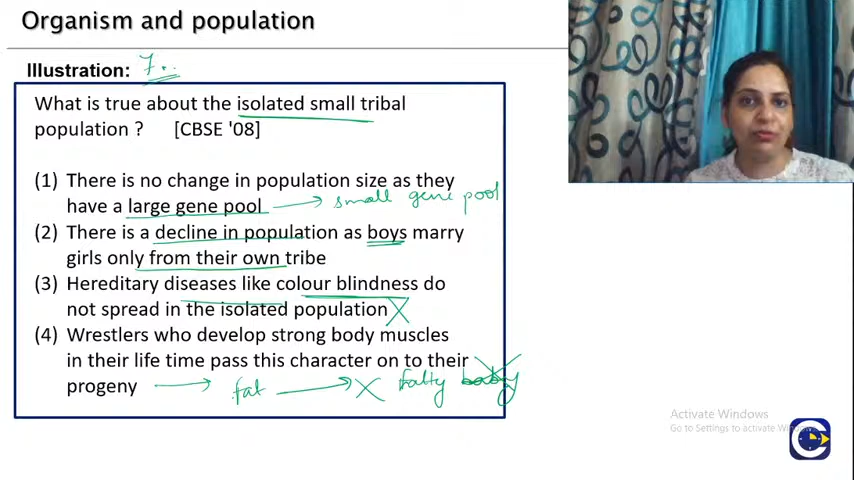 Organism and population
Illustration: 7..
What is true about the isolated small tribal
population ? [CBSE '08]
(1) There is no change in population size as they
have a large gene pool → small gene pool
(2) There is a decline in population as boys marry
girls only from their own tribe
(3) Hereditary diseases like colour blindness do
not spread in the isolated population X
(4) Wrestlers who develop strong body muscles
in their life time pass this character on to their
progeny → fat → X fatty baby
Activate Windows
Go to Settings to activate